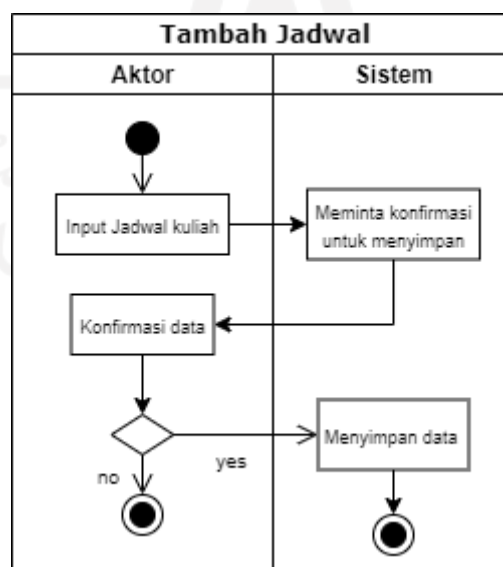 Tambah Jadwal
Aktor
Sistem
Input Jadwal kuliah
Meminta konfirmasi
untuk menyimpan
Konfirmasi data
Menyimpan data
yes
no